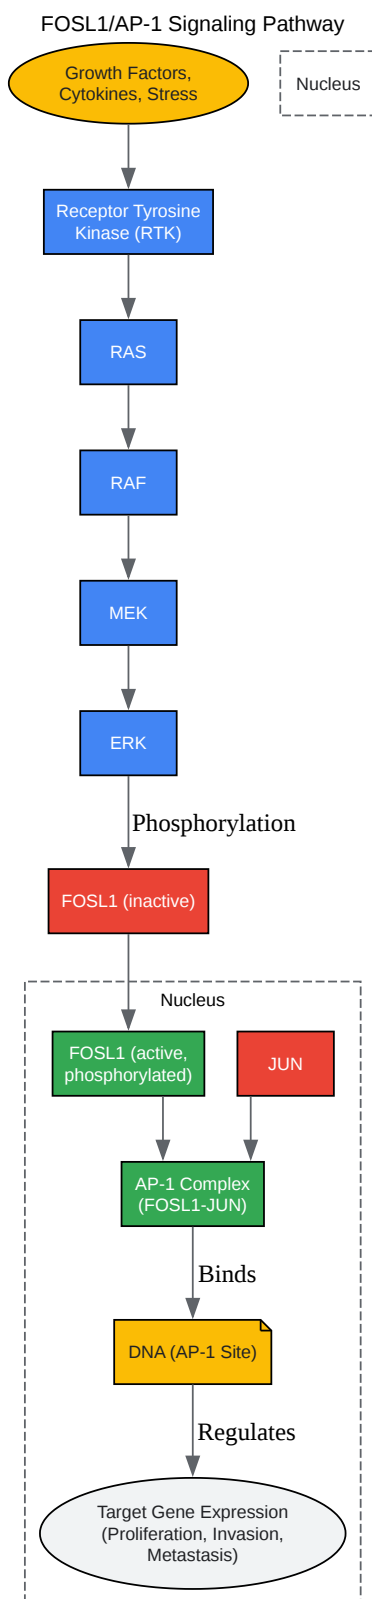 FOSL1/AP-1 Signaling Pathway
Growth Factors,
Cytokines, Stress
Nucleus
Receptor Tyrosine
Kinase (RTK)
RAS
RAF
MEK
ERK
Phosphorylation
FOSL1 (inactive)
Nucleus
FOSL1 (active,
phosphorylated)
JUN
AP-1 Complex
(FOSL1-JUN)
Binds
DNA (AP-1 Site)
Regulates
Target Gene Expression
(Proliferation, Invasion,
Metastasis)